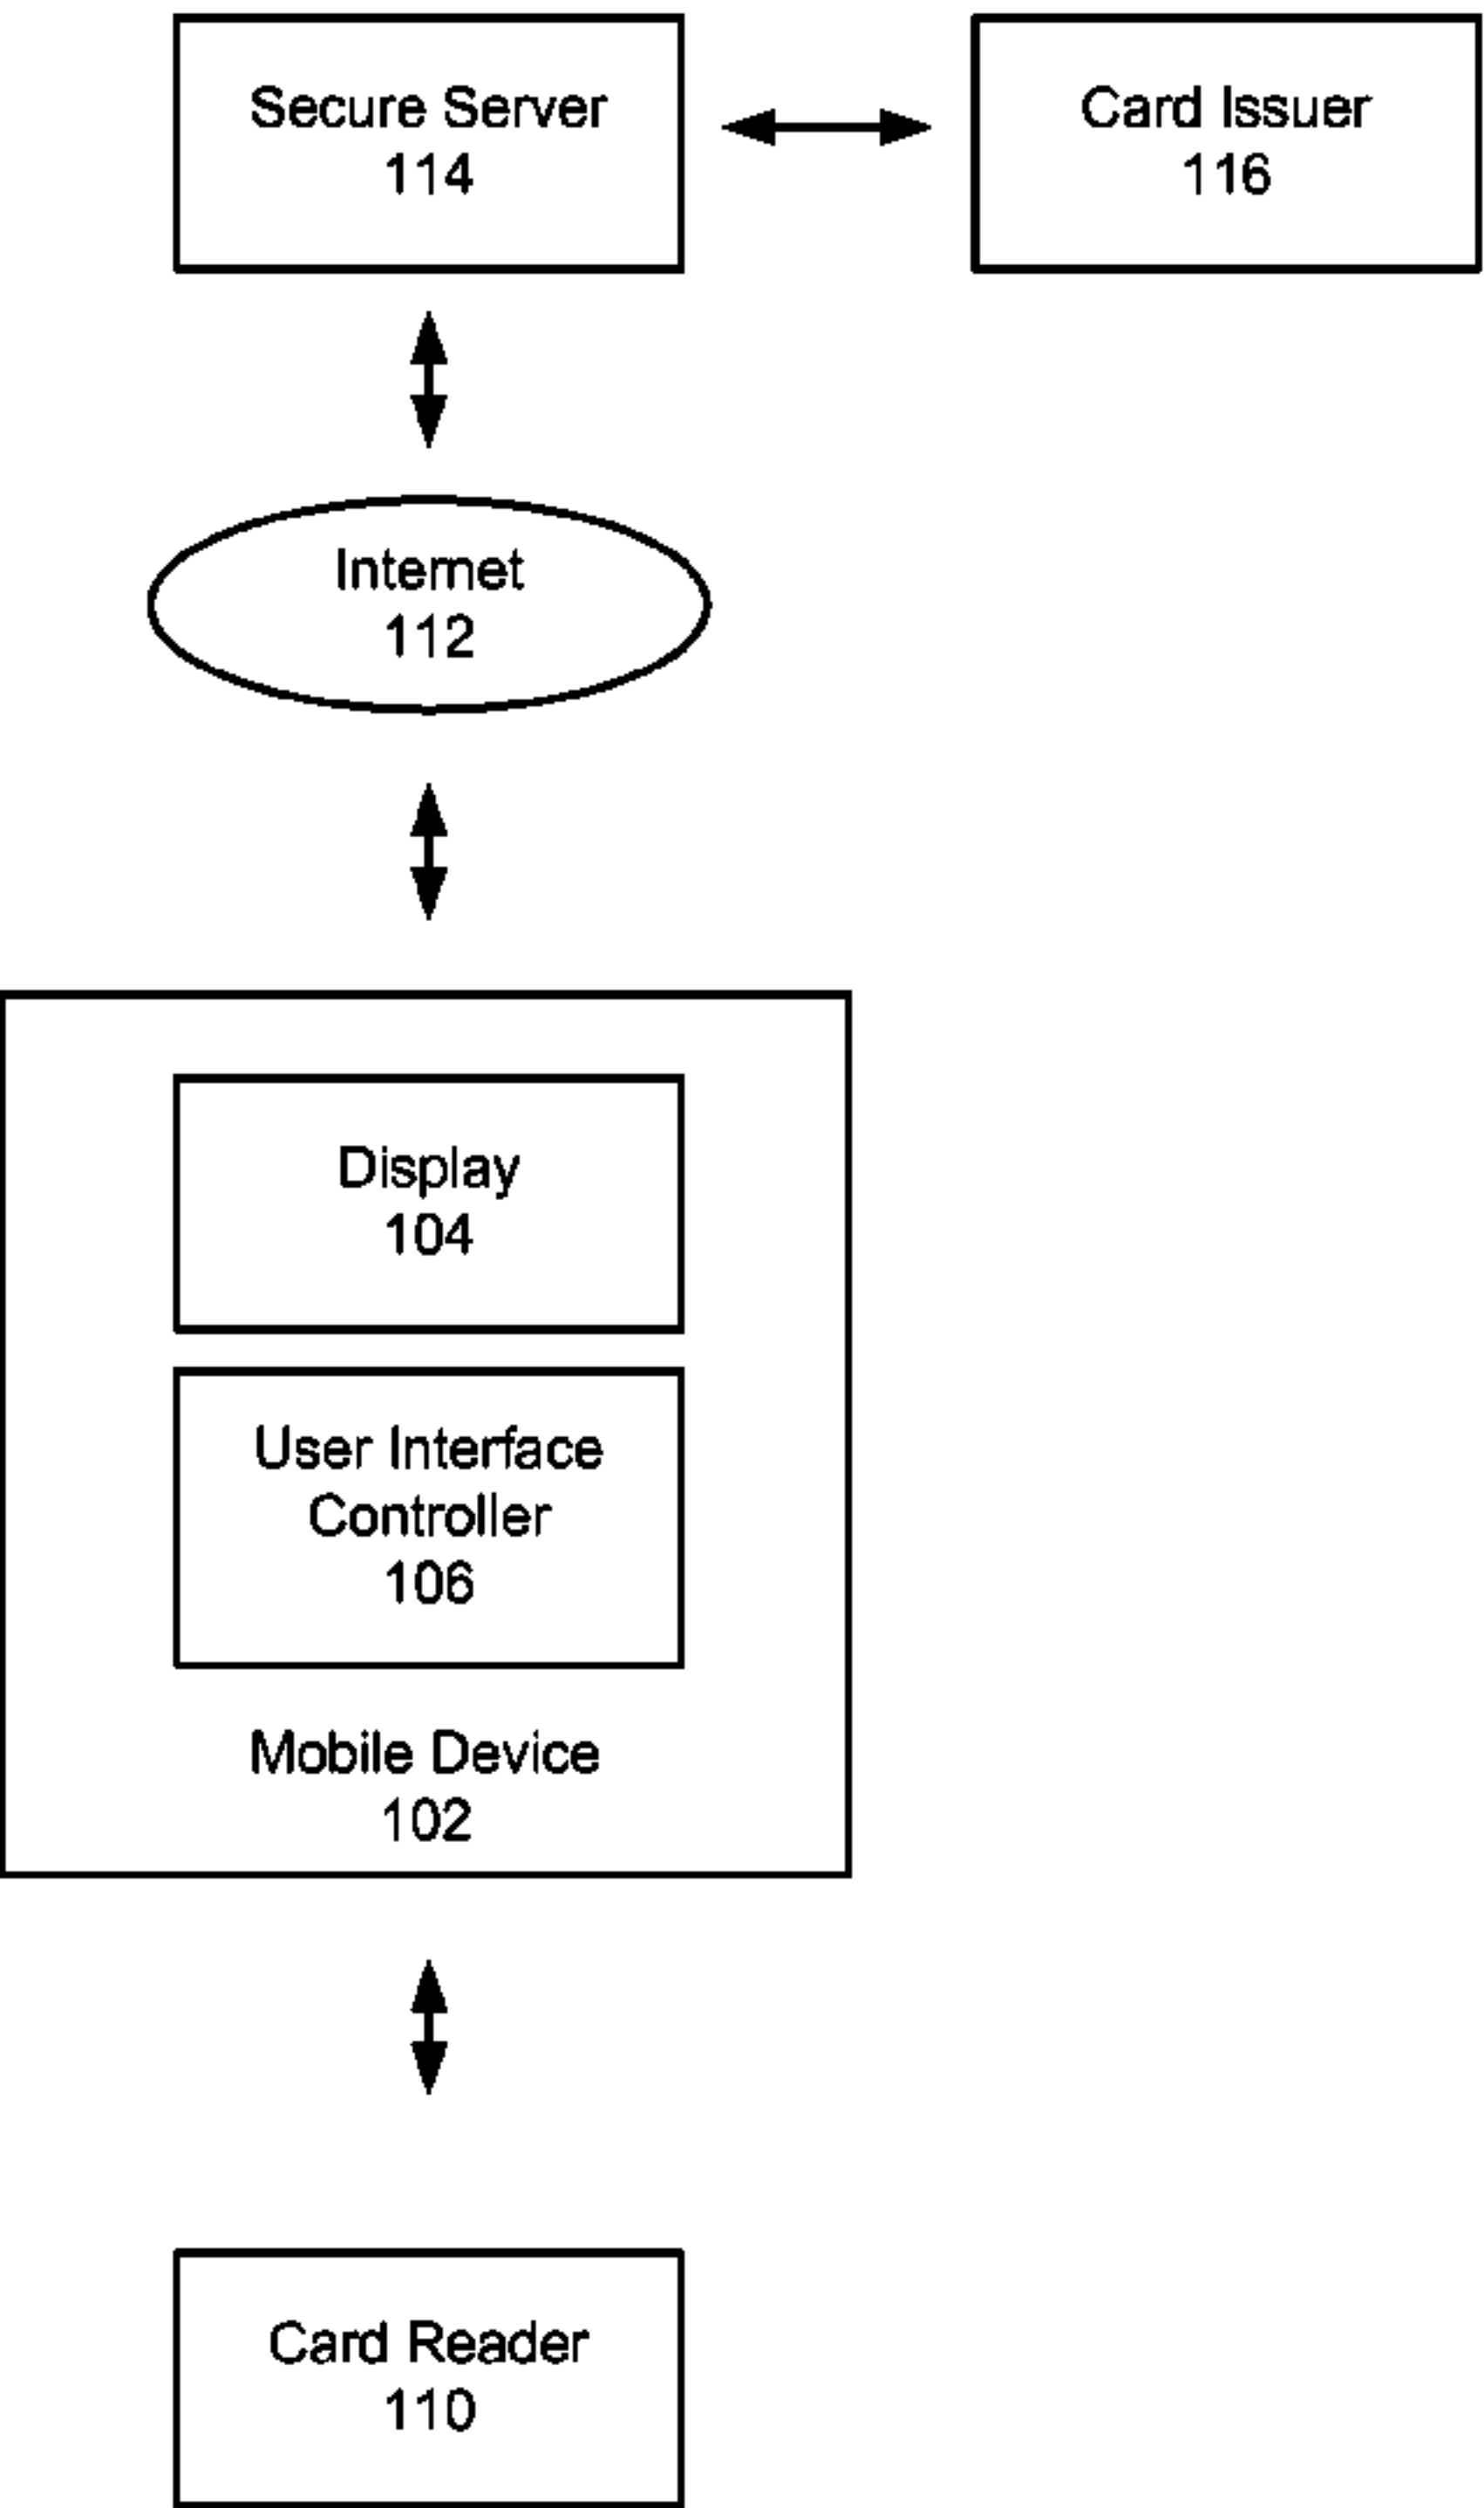 Secure Server
114
Card Issuer
116
Internet
112
Display
104
User Interface
Controller
106
Mobile Device
102
Card Reader
110